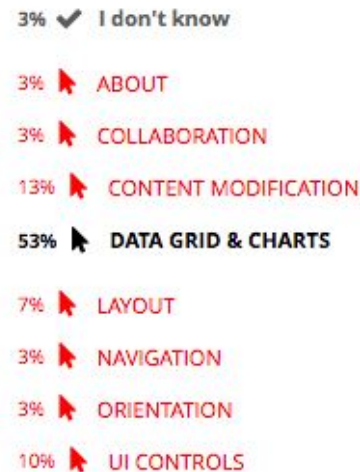 3% I don't know
3% ABOUT
3% COLLABORATION
13% CONTENT MODIFICATION
53% DATA GRID & CHARTS
7% LAYOUT
3% NAVIGATION
3% ORIENTATION
10% UI CONTROLS